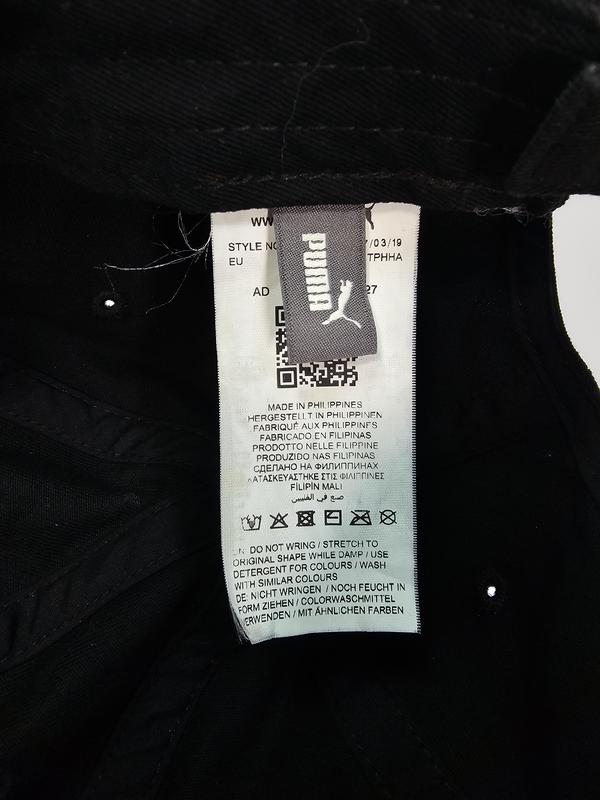 WW
STYLE NO /03/19
EU ТРННА
AD 27
PUMA
MADE IN PHILIPPINES
HERGESTELLT IN PHILIPPINEN
FABRIQUÉ AUX PHILIPPINES
FABRICADO EN FILIPINAS
PRODOTTO NELLE FILIPPINE
PRODUZIDO NAS FILIPINAS
СДЕЛАНО НА ФИЛИППИНАХ
ΚΑΤΑΣΚΕΥΑΣΤΗΚΕ ΣΤΙΣ ΦΙΛΙΠΠΙΝΕΣ
FİLİPİN MALI
صنع في الفلبين
EN: DO NOT WRING / STRETCH TO
ORIGINAL SHAPE WHILE DAMP / USE
DETERGENT FOR COLOURS / WASH
WITH SIMILAR COLOURS
DE: NICHT WRINGEN / NOCH FEUCHT IN
FORM ZIEHEN / COLORWASCHMITTEL
VERWENDEN / MIT ÄHNLICHEN FARBEN